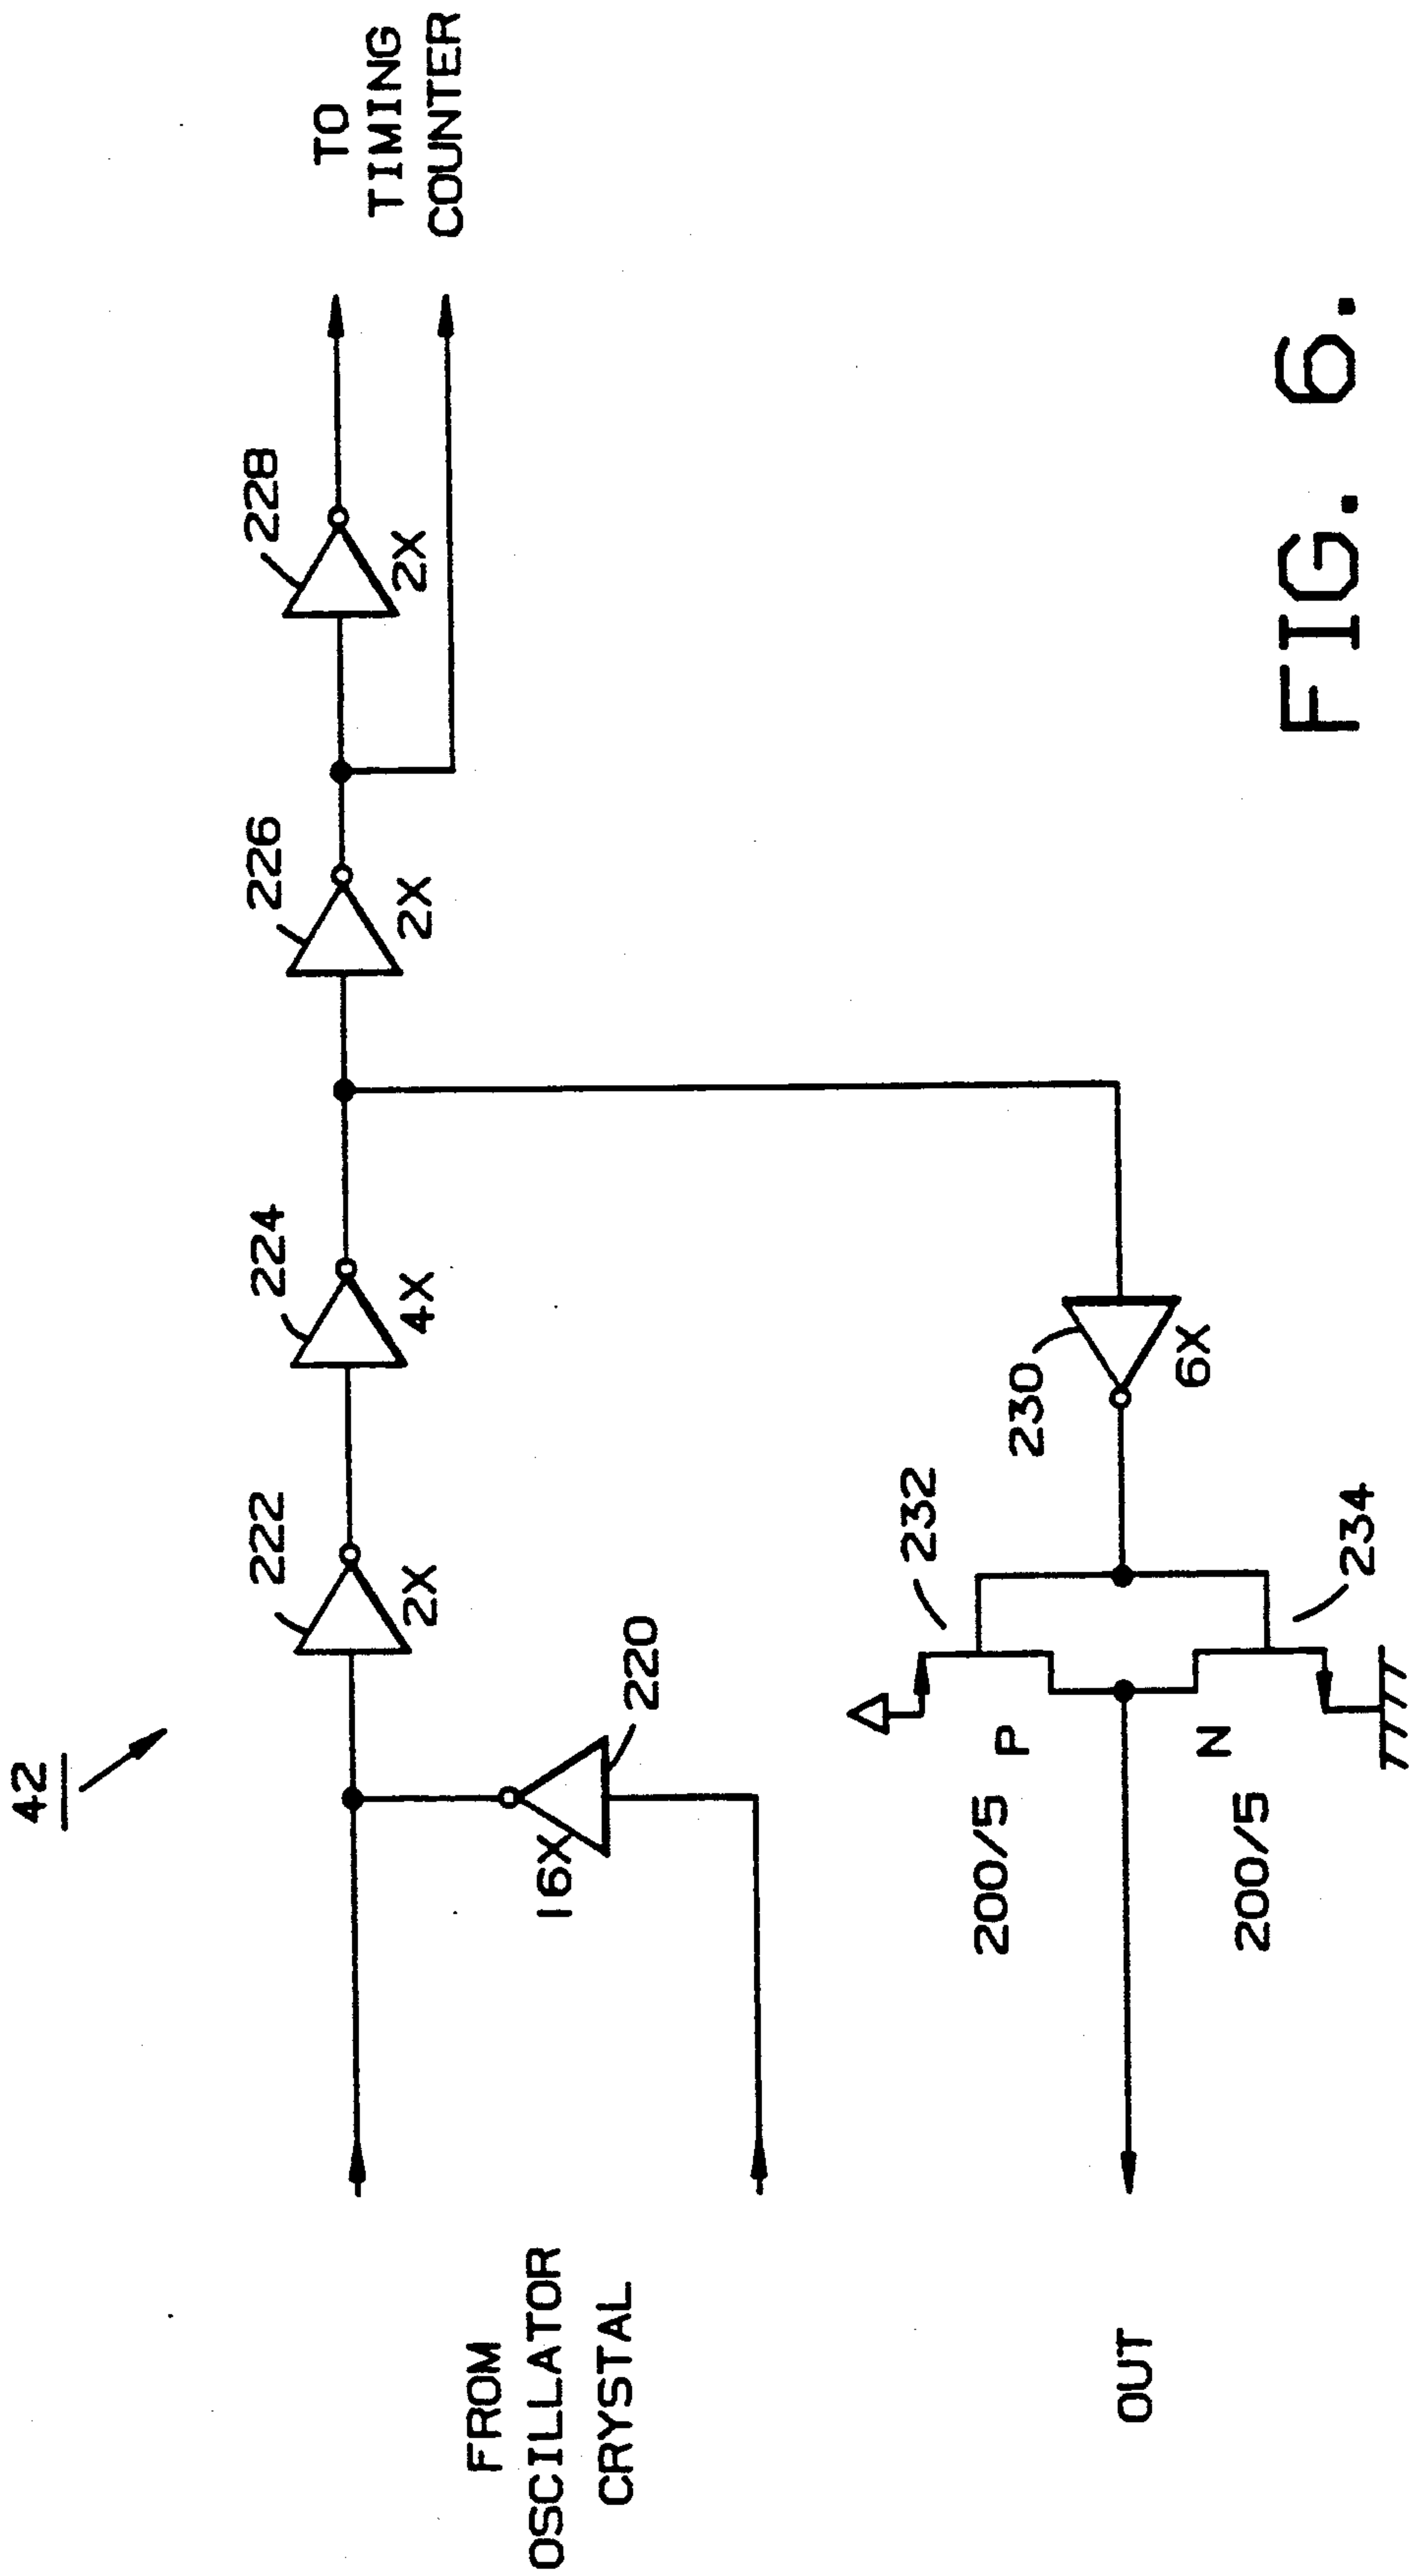 42
222
2X
224
4X
226
2X
228
2X
TO
TIMING
COUNTER
16X
220
FROM
OSCILLATOR
CRYSTAL
232
230
6X
200/5
P
N
200/5
234
OUT
FIG. 6.